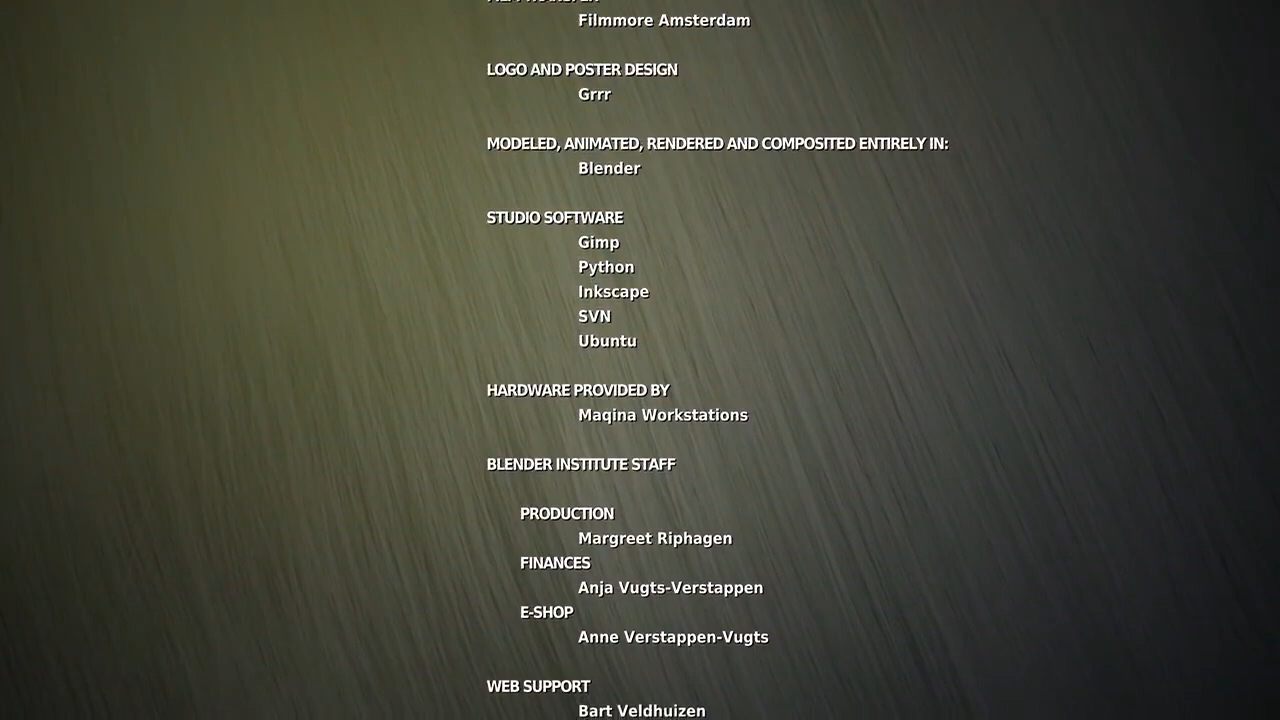 Filmmore Amsterdam
LOGO AND POSTER DESIGN
Grrr
MODELED, ANIMATED, RENDERED AND COMPOSITED ENTIRELY IN:
Blender
STUDIO SOFTWARE
Gimp
Python
Inkscape
SVN
Ubuntu
HARDWARE PROVIDED BY
Maqina Workstations
BLENDER INSTITUTE STAFF
PRODUCTION
Margreet Riphagen
FINANCES
Anja Vugts-Verstappen
E-SHOP
Anne Verstappen-Vugts
WEB SUPPORT
Bart Veldhuizen